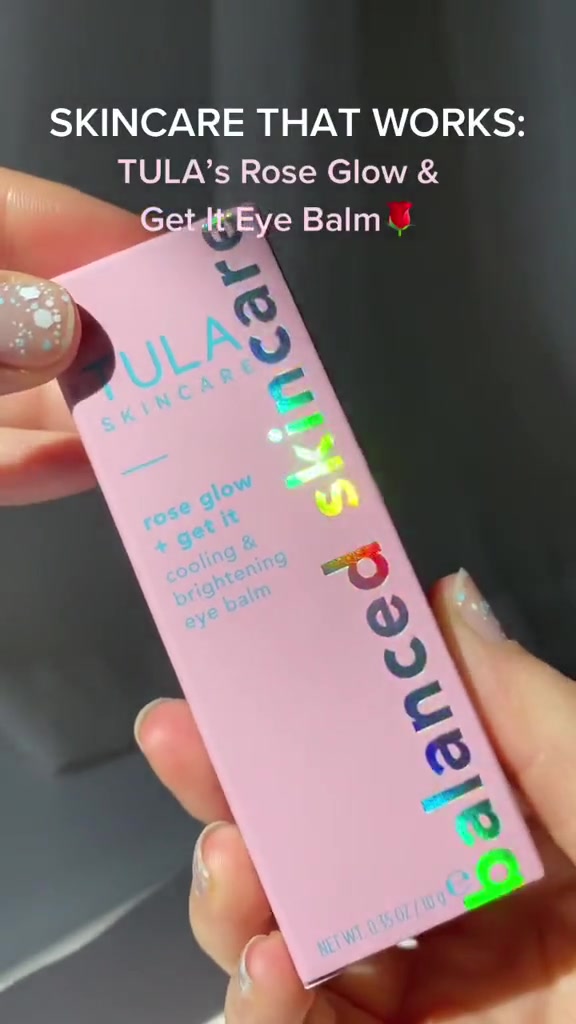 SKINCARE THAT WORKS:
TULA’s Rose Glow &
Get It Eye Balm🌹
TULA
SKINCARE
rose glow
+ get it
cooling &
brightening
eye balm
balanced skincare
NET WT. 0.35 OZ / 10 g ℮